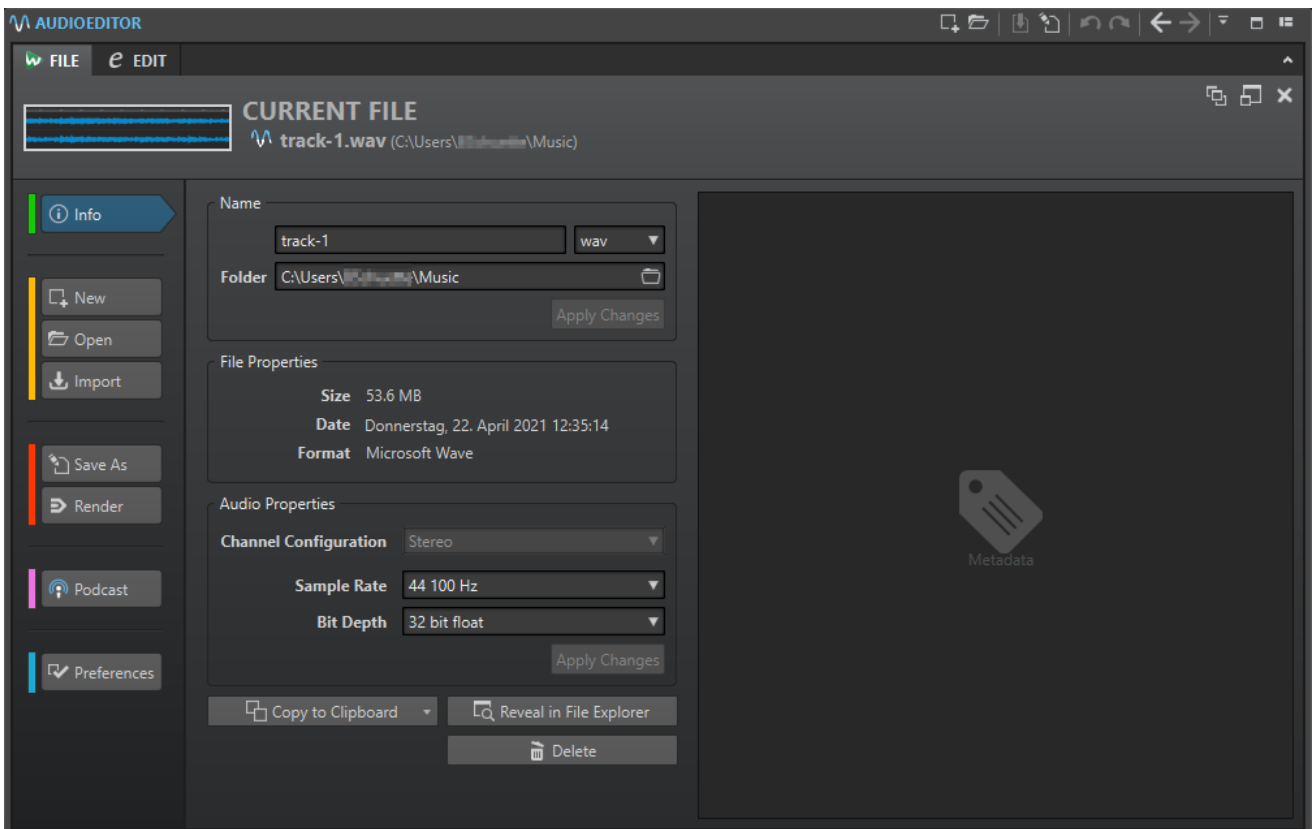 AUDIOEDITOR
FILE
EDIT
CURRENT FILE
track-1.wav (C:\Users\ \Music)
Info
New
Open
Import
Save As
Render
Podcast
Preferences
Name
track-1
wav
Folder C:\Users\ \Music
Apply Changes
File Properties
Size 53.6 MB
Date Donnerstag, 22. April 2021 12:35:14
Format Microsoft Wave
Audio Properties
Channel Configuration Stereo
Sample Rate 44 100 Hz
Bit Depth 32 bit float
Apply Changes
Copy to Clipboard
Reveal in File Explorer
Delete
Metadata